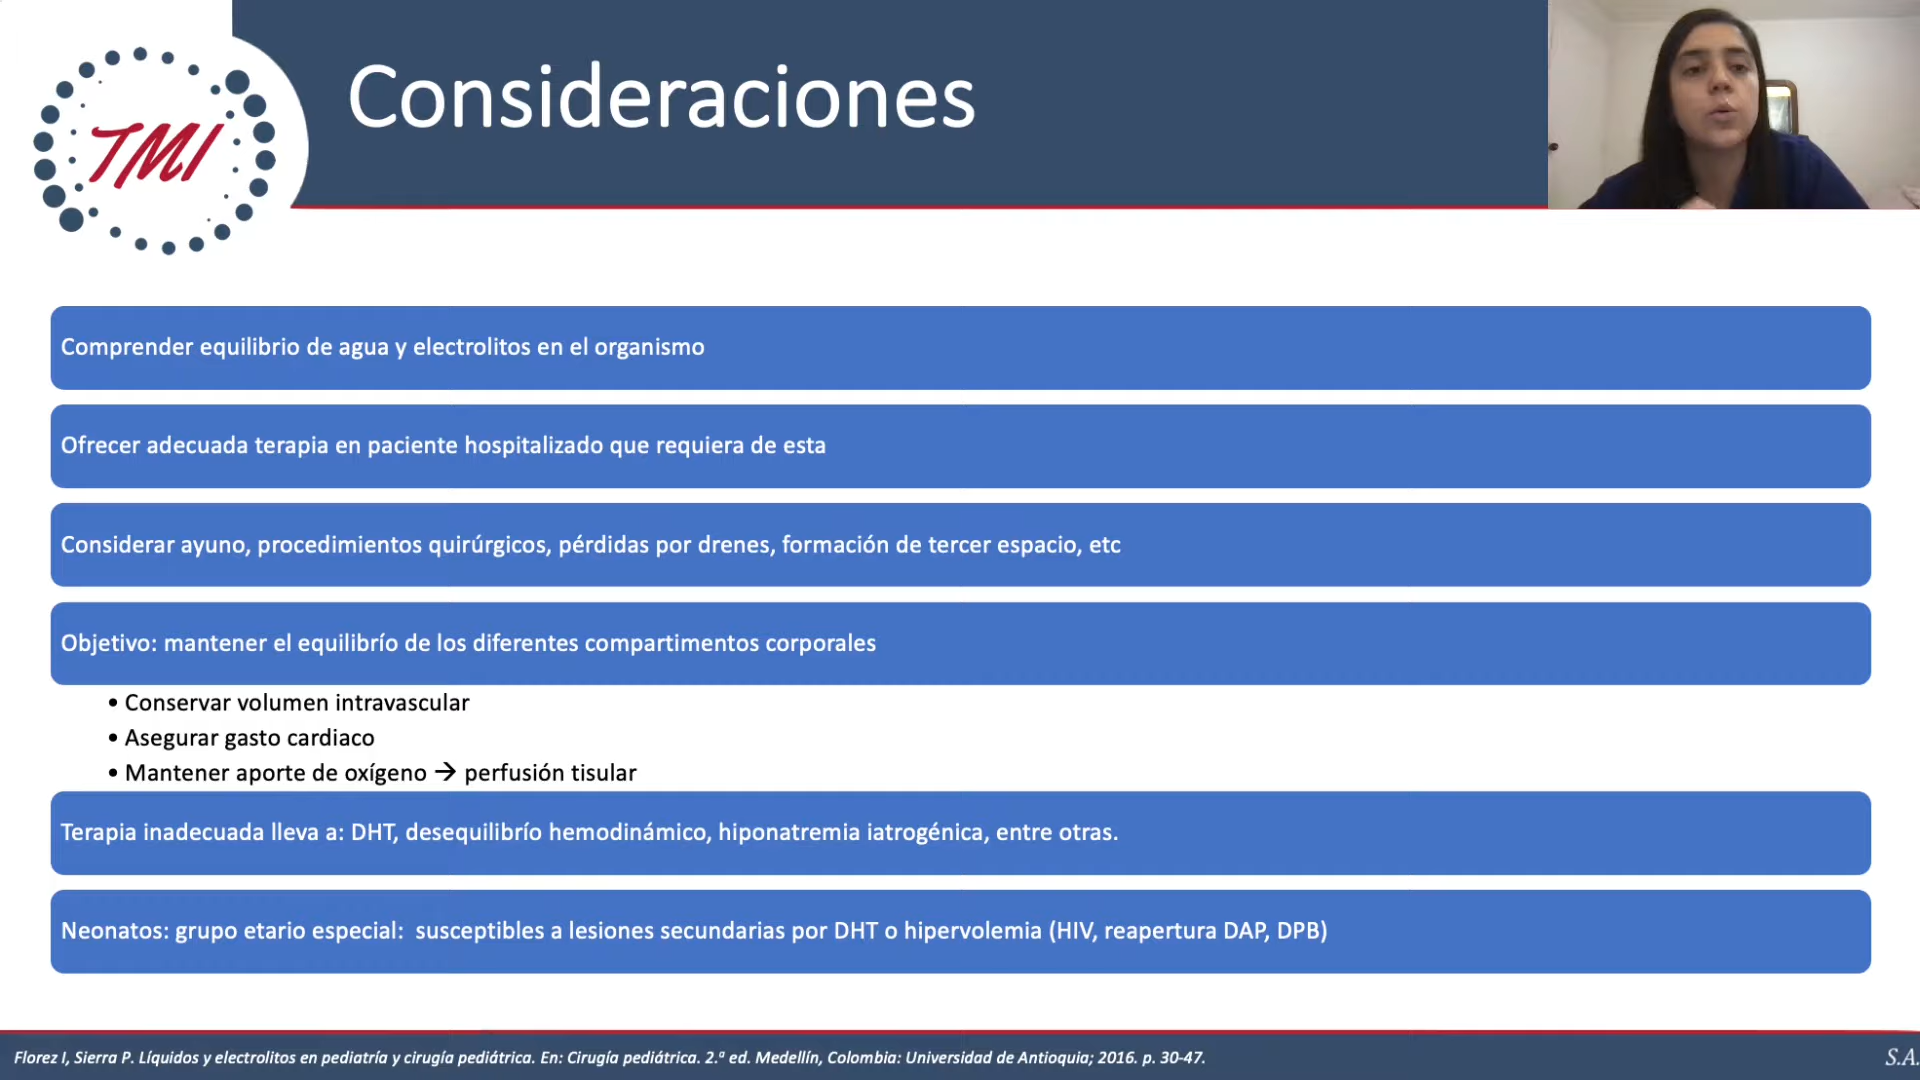 TMI
Consideraciones
Comprender equilibrio de agua y electrolitos en el organismo
Ofrecer adecuada terapia en paciente hospitalizado que requiera de esta
Considerar ayuno, procedimientos quirúrgicos, pérdidas por drenes, formación de tercer espacio, etc
Objetivo: mantener el equilibrío de los diferentes compartimentos corporales
• Conservar volumen intravascular
• Asegurar gasto cardiaco
• Mantener aporte de oxígeno → perfusión tisular
Terapia inadecuada lleva a: DHT, desequilibrío hemodinámico, hiponatremia iatrogénica, entre otras.
Neonatos: grupo etario especial:  susceptibles a lesiones secundarias por DHT o hipervolemia (HIV, reapertura DAP, DPB)
Florez I, Sierra P. Líquidos y electrolitos en pediatría y cirugía pediátrica. En: Cirugía pediátrica. 2.ª ed. Medellín, Colombia: Universidad de Antioquia; 2016. p. 30-47.
S.A.